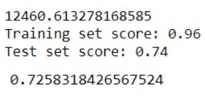 12460.613278168585
Training set score: 0.96
Test set score: 0.74
0.7258318426567524